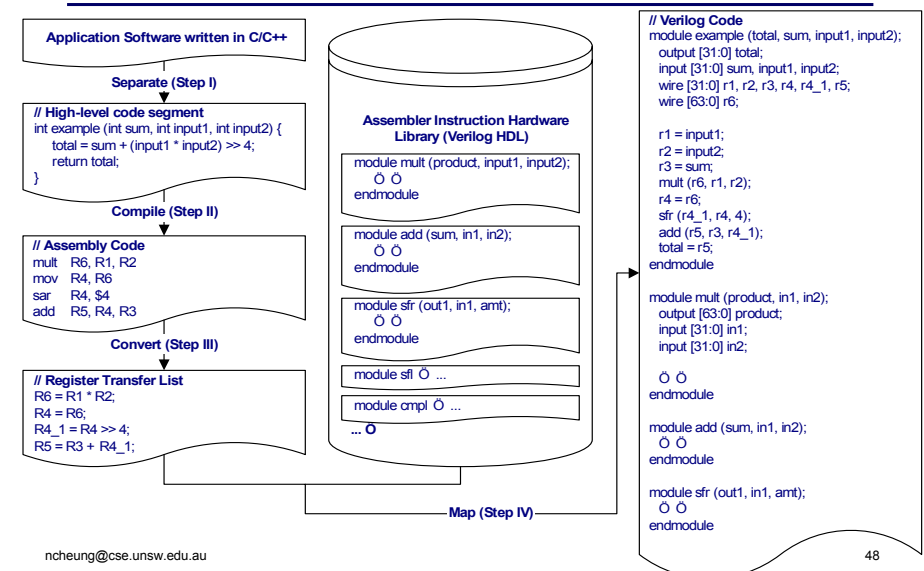 Application Software written in C/C++
Separate (Step I)
// High-level code segment
int example (int sum, int input1, int input2) {
total = sum + (input1 * input2) >> 4;
return total;
}
Compile (Step II)
// Assembly Code
mult R6, R1, R2
mov R4, R6
sar R4, $4
add R5, R4, R3
Convert (Step III)
// Register Transfer List
R6 = R1 * R2;
R4 = R6;
R4_1 = R4 >> 4;
R5 = R3 + R4_1;
Assembler Instruction Hardware
Library (Verilog HDL)
module mult (product, input1, input2);
Ö Ö
endmodule
module add (sum, in1, in2);
Ö Ö
endmodule
module sfr (out1, in1, amt);
Ö Ö
endmodule
module sfl Ö ...
module cmpl Ö ...
... Ö
Map (Step IV)
// Verilog Code
module example (total, sum, input1, input2);
output [31:0] total;
input [31:0] sum, input1, input2;
wire [31:0] r1, r2, r3, r4, r4_1, r5;
wire [63:0] r6;
r1 = input1;
r2 = input2;
r3 = sum;
mult (r6, r1, r2);
r4 = r6;
sfr (r4_1, r4, 4);
add (r5, r3, r4_1);
total = r5;
endmodule
module mult (product, in1, in2);
output [63:0] product;
input [31:0] in1;
input [31:0] in2;
Ö Ö
endmodule
module add (sum, in1, in2);
Ö Ö
endmodule
module sfr (out1, in1, amt);
Ö Ö
endmodule
ncheung@cse.unsw.edu.au
48